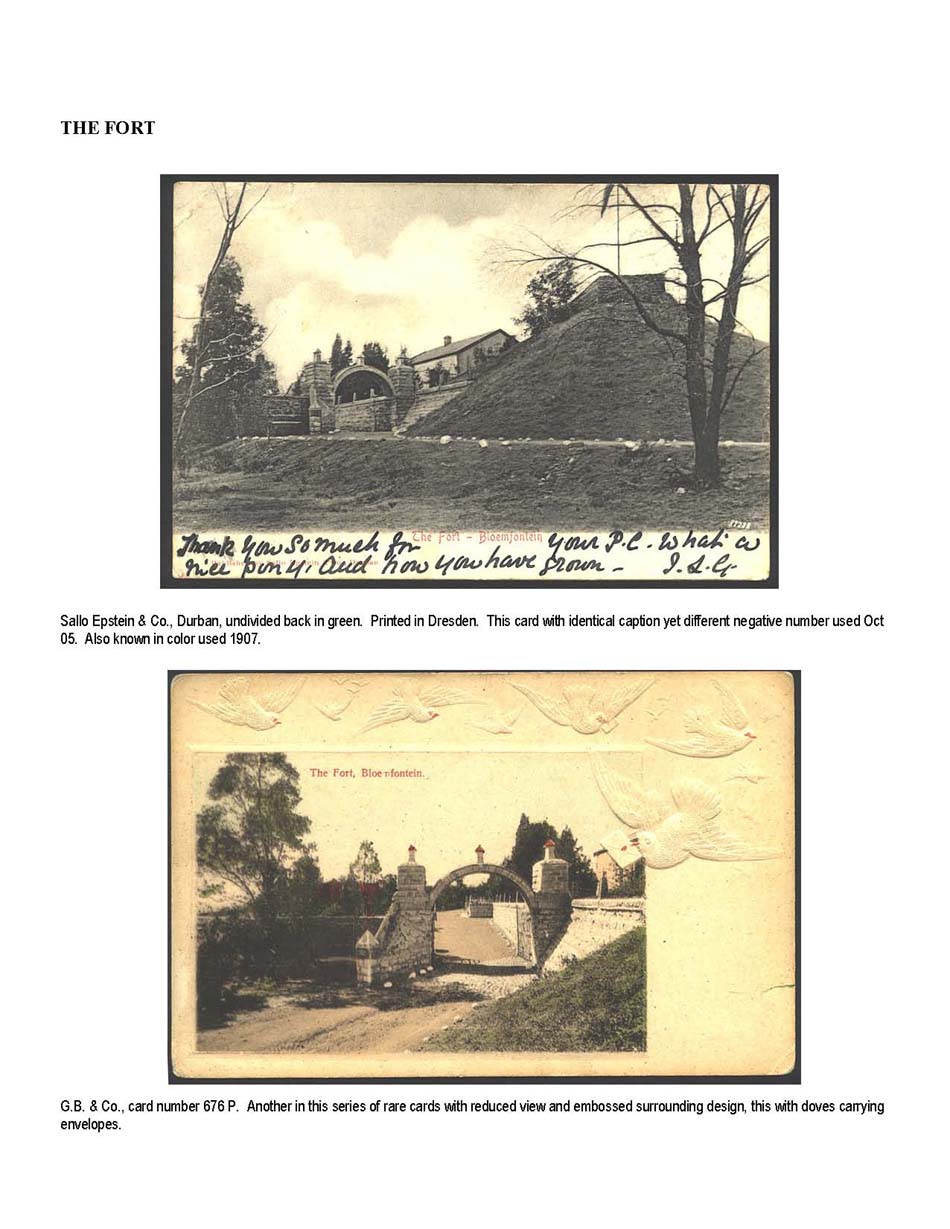 THE FORT
37238
The Fort – Bloemfontein
Thank you so much for your P.C. What a
nice pony. And how you have grown – I.S.G.
Sallo Epstein & Co., Durban, undivided back in green.  Printed in Dresden.  This card with identical caption yet different negative number used Oct
05.  Also known in color used 1907.
The Fort, Bloemfontein.
G.B. & Co., card number 676 P.  Another in this series of rare cards with reduced view and embossed surrounding design, this with doves carrying
envelopes.